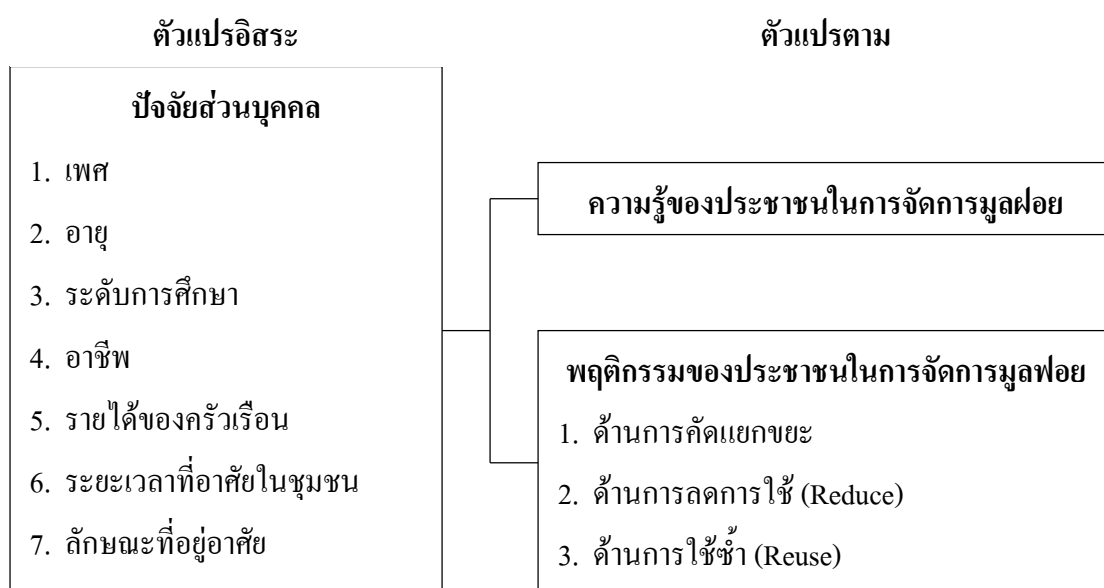 ตัวแปรอิสระ
ตัวแปรตาม
ปัจจัยส่วนบุคคล
1. เพศ
2. อายุ
3. ระดับการศึกษา
4. อาชีพ
5. รายได้ของครัวเรือน
6. ระยะเวลาที่อาศัยในชุมชน
7. ลักษณะที่อยู่อาศัย
ความรู้ของประชาชนในการจัดการมูลฝอย
พฤติกรรมของประชาชนในการจัดการมูลฟอย
1. ด้านการคัดแยกขยะ
2. ด้านการลดการใช้ (Reduce)
3. ด้านการใช้ซ้ำ (Reuse)